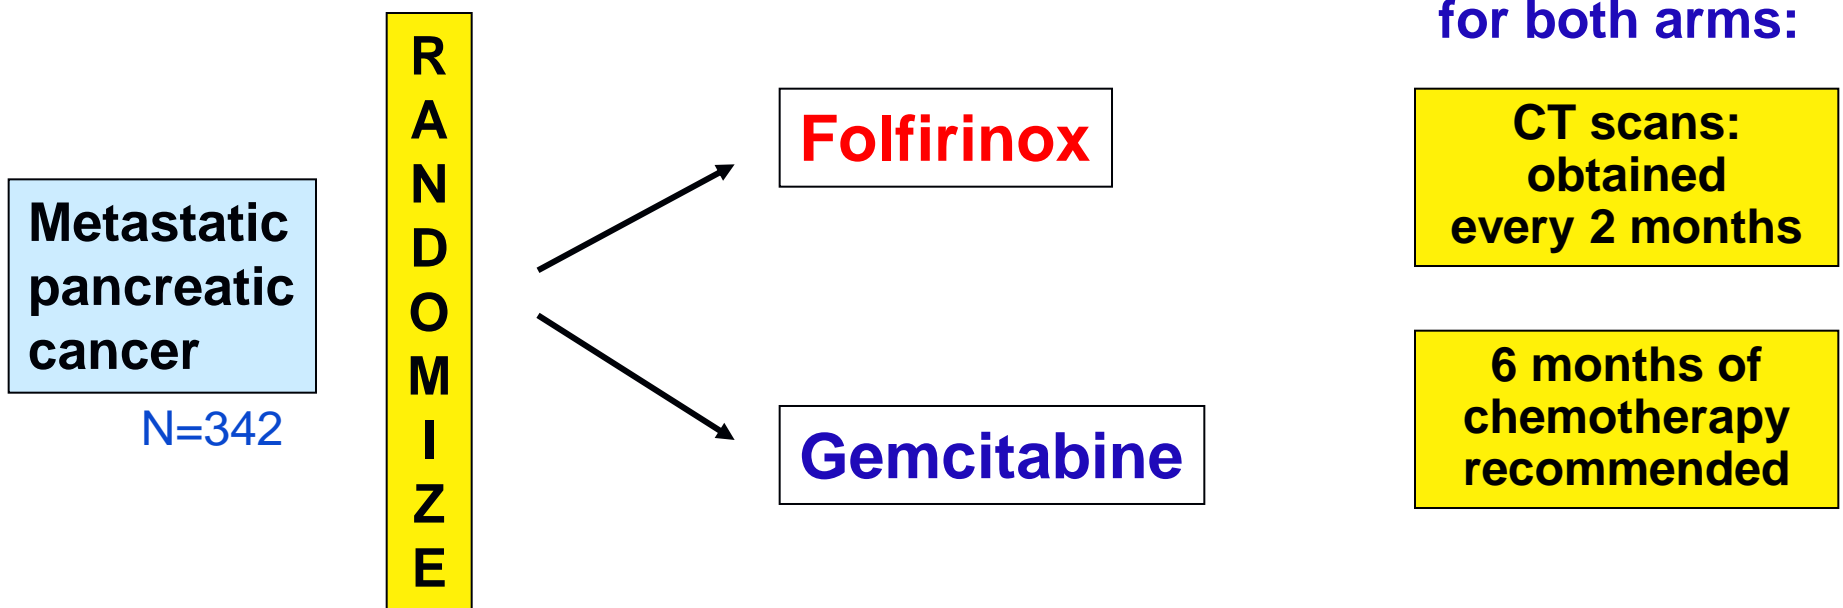 Metastatic
pancreatic
cancer
N=342
R
A
N
D
O
M
I
Z
E
Folfirinox
Gemcitabine
for both arms:
CT scans:
obtained
every 2 months
6 months of
chemotherapy
recommended